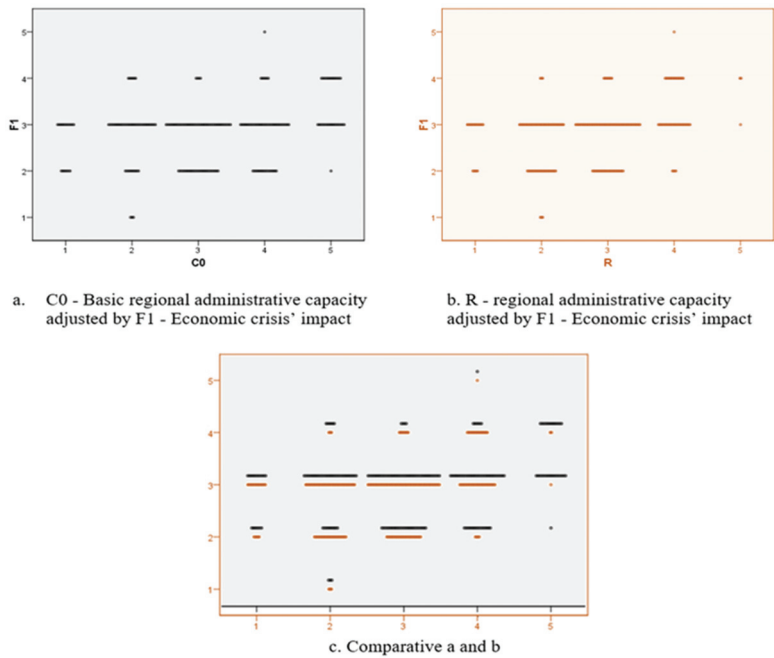 5
4
F1 3
2
1
1 2 3 4 5
C0
5
4
F1 3
2
1
1 2 3 4 5
R
a. C0 - Basic regional administrative capacity
adjusted by F1 - Economic crisis’ impact
b. R - regional administrative capacity
adjusted by F1 - Economic crisis’ impact
5
4
3
2
1
1 2 3 4 5
c. Comparative a and b